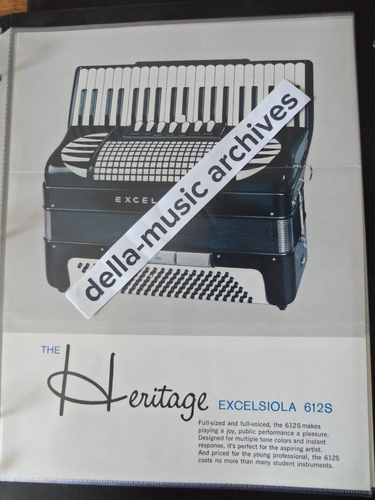 EXCEL
della-music archives
THE
Heritage EXCELSIOLA 612S
Full-sized and full-voiced, the 612S makes
playing a joy, public performance a pleasure.
Designed for multiple tone colors and instant
response, it's perfect for the aspiring artist.
And priced for the young professional, the 612S
costs no more than many student instruments.